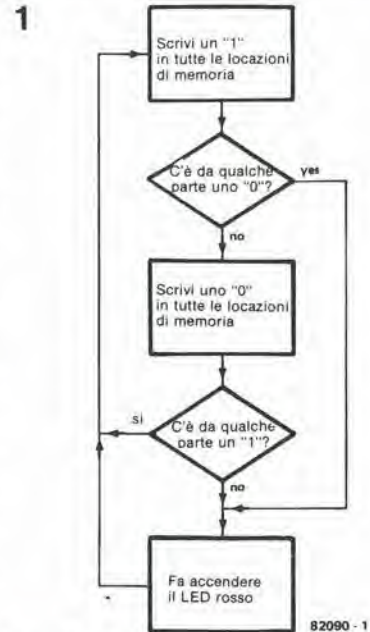 1
Scrivi un "1"
in tutte le locazioni
di memoria
C'è da qualche
parte uno "0"?
yes
no
Scrivi uno "0"
in tutte le locazioni
di memoria
si
C'è da qualche
parte un "1"?
no
Fa accendere
il LED rosso
82090 - 1